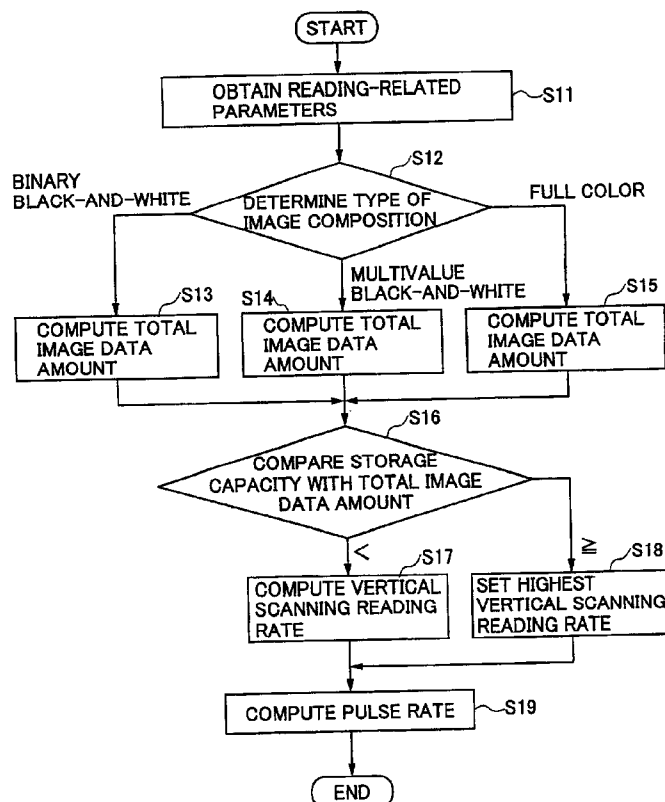 START
OBTAIN READING-RELATED
PARAMETERS
S11
S12
BINARY
BLACK-AND-WHITE
DETERMINE TYPE OF
IMAGE COMPOSITION
FULL COLOR
MULTIVALUE
BLACK-AND-WHITE
S13
COMPUTE TOTAL
IMAGE DATA
AMOUNT
S14
COMPUTE TOTAL
IMAGE DATA
AMOUNT
S15
COMPUTE TOTAL
IMAGE DATA
AMOUNT
S16
COMPARE STORAGE
CAPACITY WITH TOTAL IMAGE
DATA AMOUNT
<
≧
S17
COMPUTE VERTICAL
SCANNING READING
RATE
S18
SET HIGHEST
VERTICAL SCANNING
READING RATE
COMPUTE PULSE RATE
S19
END